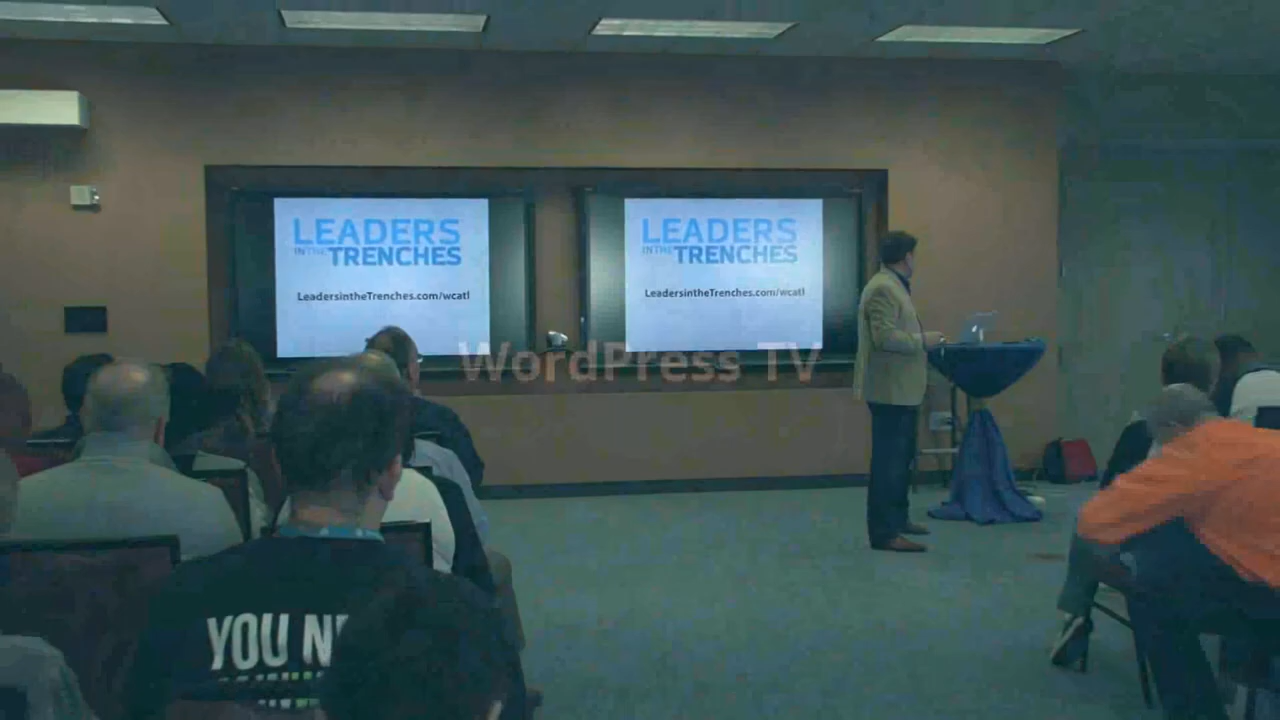 LEADERS
IN THE TRENCHES
LeadersintheTrenches.com/wcatl
LEADERS
IN THE TRENCHES
LeadersintheTrenches.com/wcatl
WordPress TV
YOU